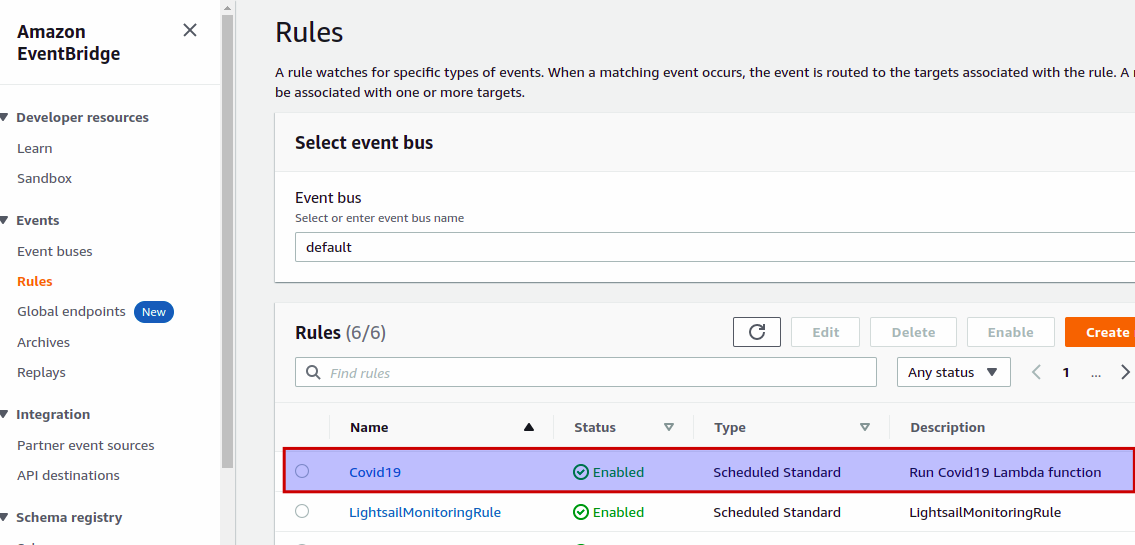 Amazon
EventBridge
Developer resources
Learn
Sandbox
Events
Event buses
Rules
Global endpoints New
Archives
Replays
Integration
Partner event sources
API destinations
Schema registry
Rules
A rule watches for specific types of events. When a matching event occurs, the event is routed to the targets associated with the rule. A
be associated with one or more targets.
Select event bus
Event bus
Select or enter event bus name
default
Rules (6/6)
Edit Delete Enable Create
Find rules
Any status 1 ...
Name Status Type Description
Covid19 Enabled Scheduled Standard Run Covid19 Lambda function
LightsailMonitoringRule Enabled Scheduled Standard LightsailMonitoringRule